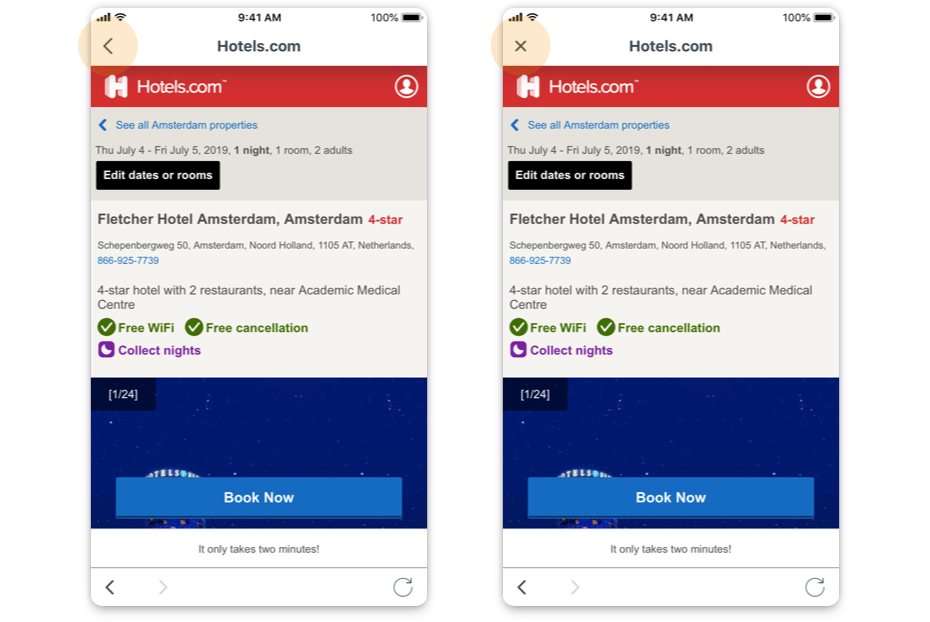 9:41 AM
100%
Hotels.com
Hotels.com™
See all Amsterdam properties
Thu July 4 - Fri July 5, 2019, 1 night, 1 room, 2 adults
Edit dates or rooms
Fletcher Hotel Amsterdam, Amsterdam 4-star
Schepenbergweg 50, Amsterdam, Noord Holland, 1105 AT, Netherlands,
866-925-7739
4-star hotel with 2 restaurants, near Academic Medical
Centre
Free WiFi Free cancellation
Collect nights
[1/24]
Book Now
It only takes two minutes!
9:41 AM
100%
Hotels.com
Hotels.com™
See all Amsterdam properties
Thu July 4 - Fri July 5, 2019, 1 night, 1 room, 2 adults
Edit dates or rooms
Fletcher Hotel Amsterdam, Amsterdam 4-star
Schepenbergweg 50, Amsterdam, Noord Holland, 1105 AT, Netherlands,
866-925-7739
4-star hotel with 2 restaurants, near Academic Medical
Centre
Free WiFi Free cancellation
Collect nights
[1/24]
Book Now
It only takes two minutes!